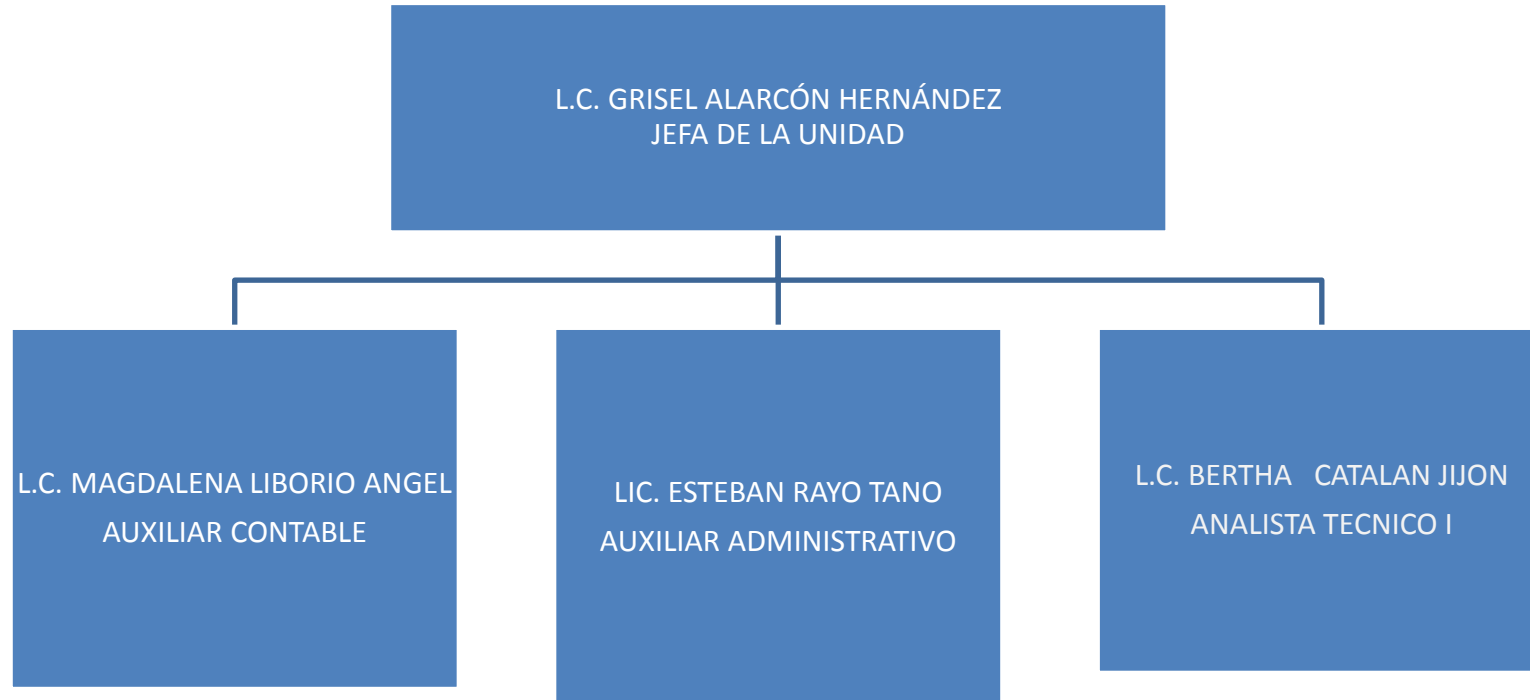 L.C. GRISEL ALARCÓN HERNÁNDEZ
JEFA DE LA UNIDAD
L.C. MAGDALENA LIBORIO ANGEL
AUXILIAR CONTABLE
LIC. ESTEBAN RAYO TANO
AUXILIAR ADMINISTRATIVO
L.C. BERTHA   CATALAN JIJON
ANALISTA TECNICO I